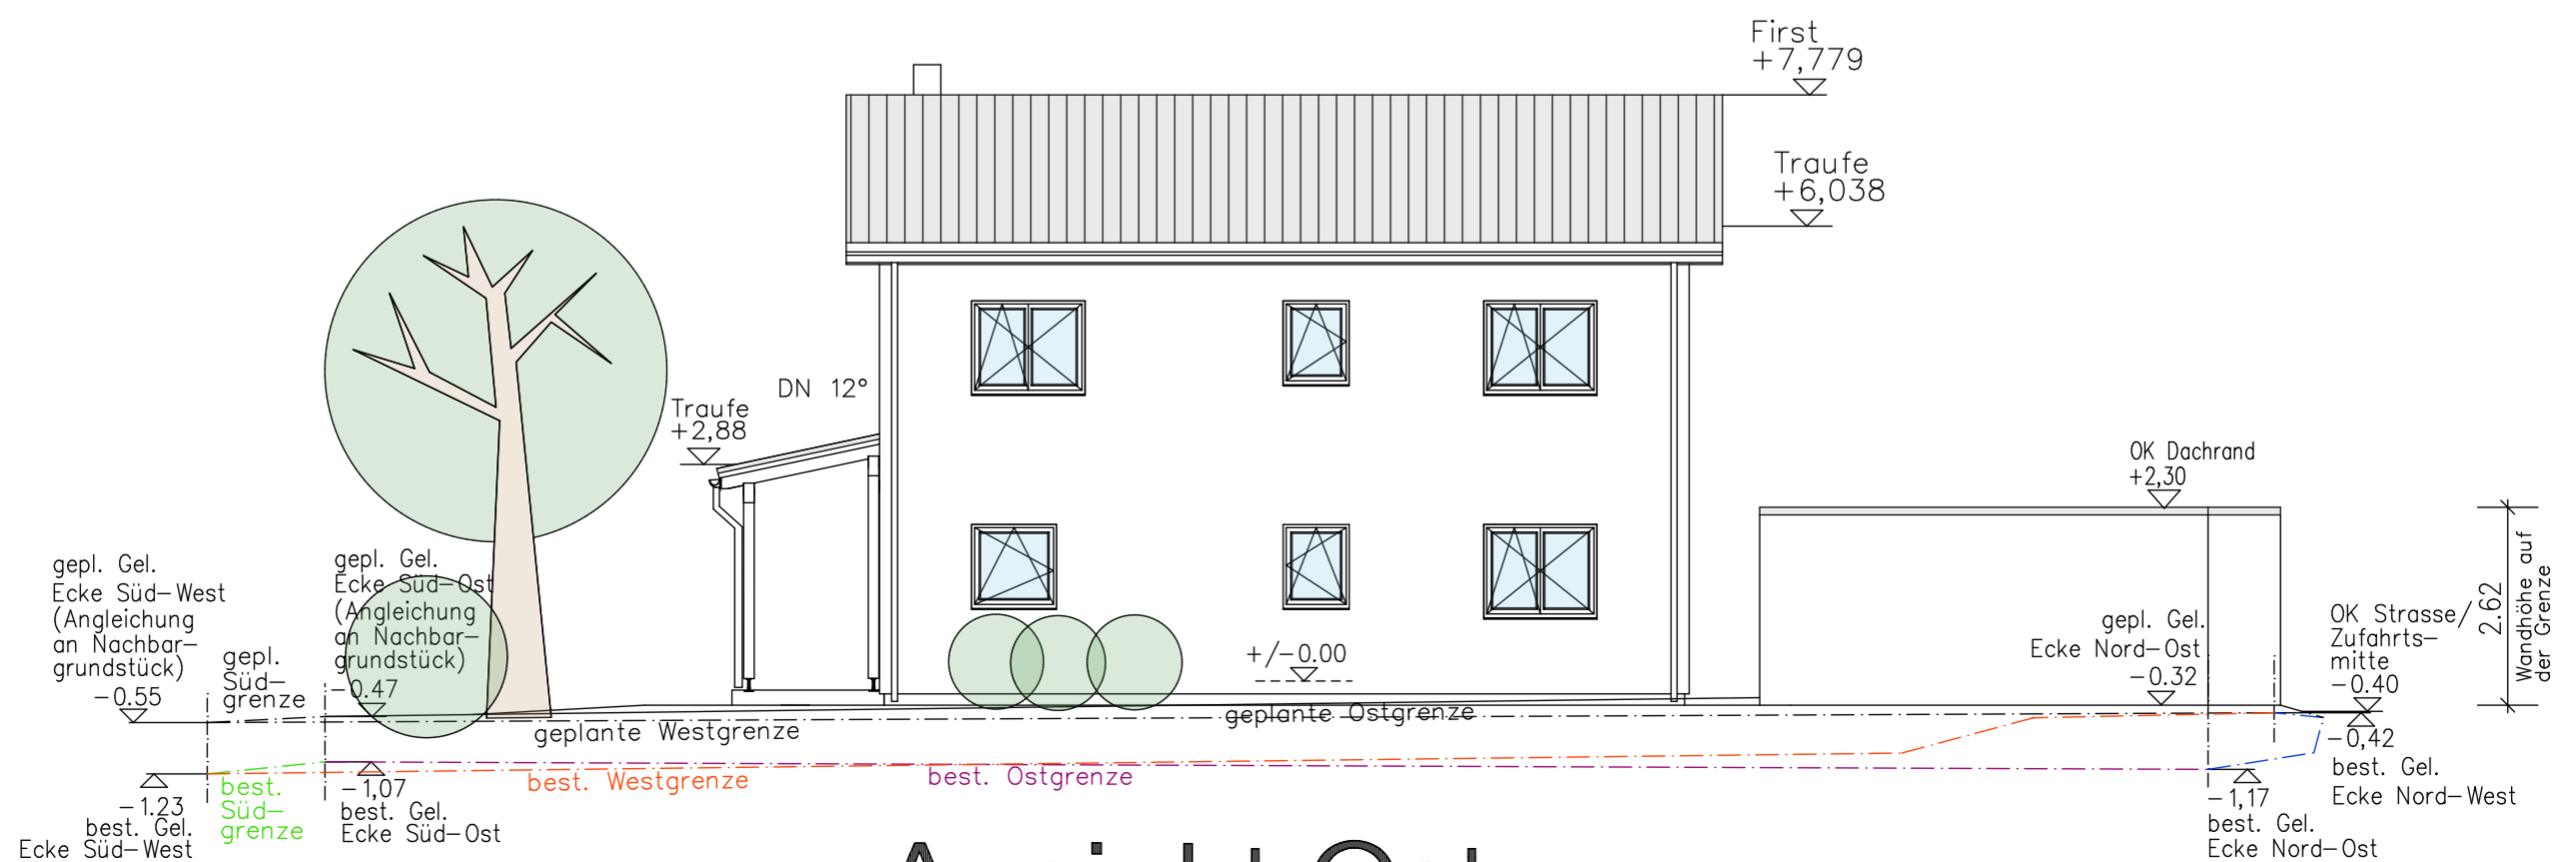 First
+7,779
Traufe
+6,038
DN 12°
Traufe
+2,88
OK Dachrand
+2,30
gepl. Gel.
Ecke Süd-West
(Angleichung
an Nachbar-
grundstück)
-0.55
gepl.
Süd-
grenze
gepl. Gel.
Ecke Süd-Ost
(Angleichung
an Nachbar-
grundstück)
-0.47
+/-0.00
gepl. Gel.
Ecke Nord-Ost
-0.32
OK Strasse/
Zufahrts-
mitte
-0.40
2.62
Wandhöhe auf
der Grenze
geplante Westgrenze
geplante Ostgrenze
-0,42
best. Gel.
Ecke Nord-West
-1.23
best. Gel.
Ecke Süd-West
best.
Süd-
grenze
-1,07
best. Gel.
Ecke Süd-Ost
best. Westgrenze
best. Ostgrenze
-1,17
best. Gel.
Ecke Nord-Ost
Ansicht Ost